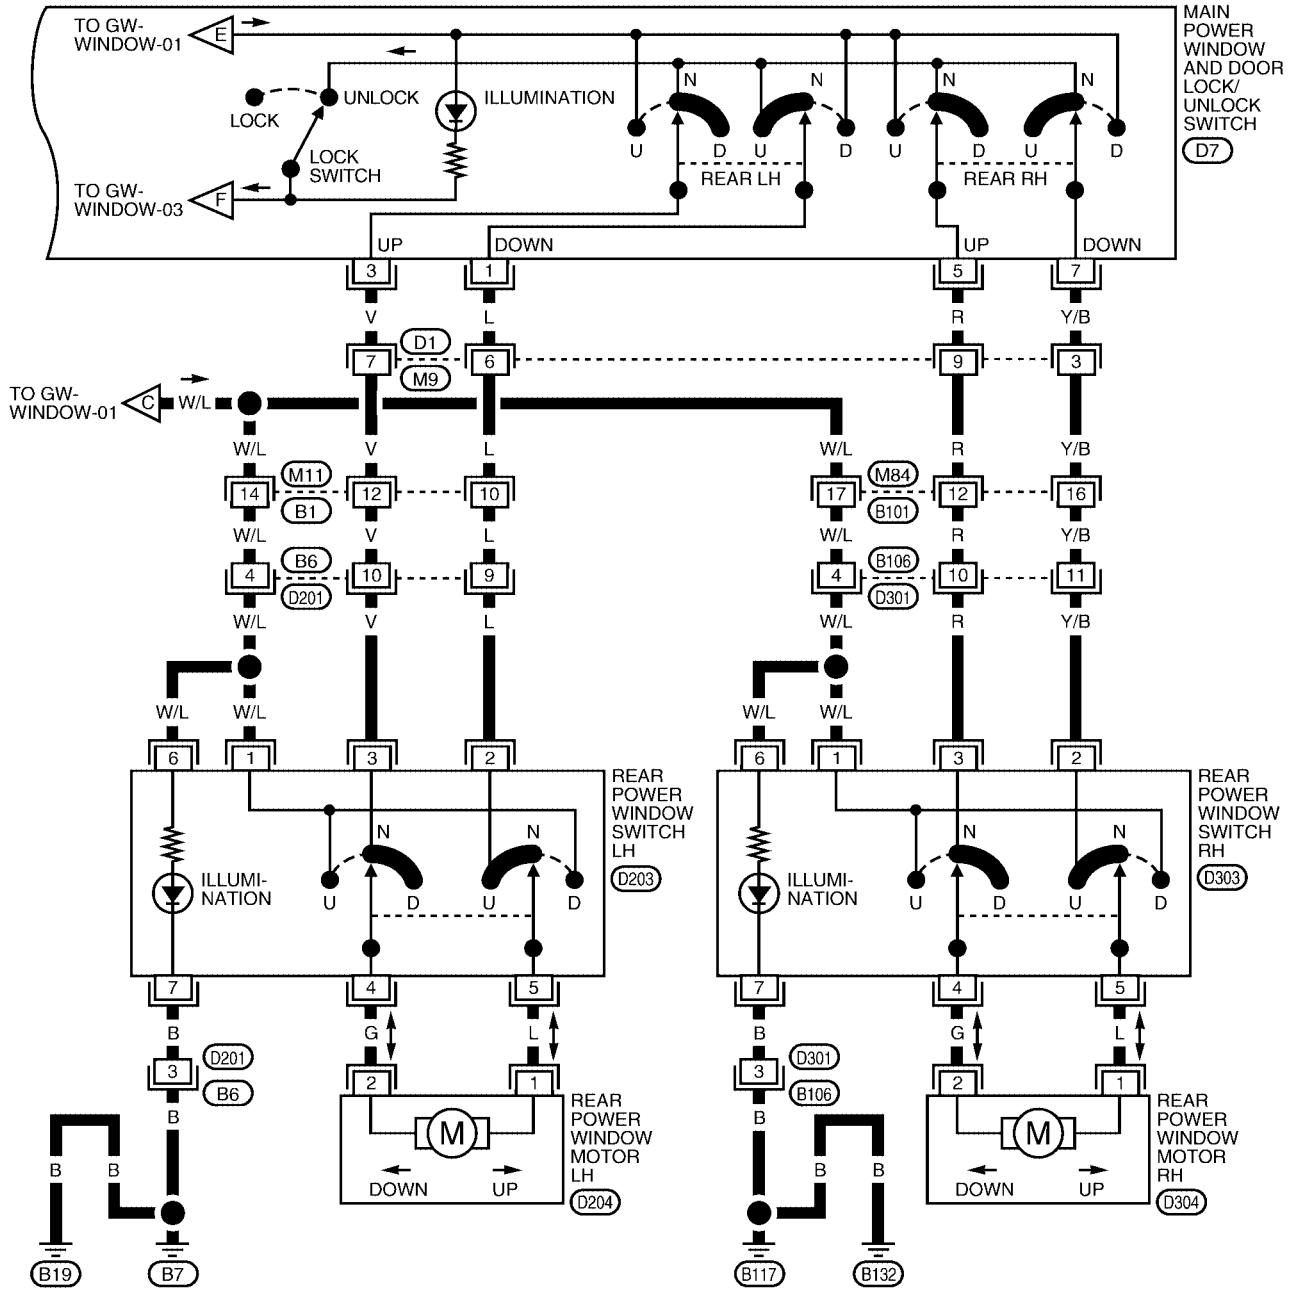 TO GW-
WINDOW-01
E
MAIN
POWER
WINDOW
AND DOOR
LOCK/
UNLOCK
SWITCH
D7
LOCK
UNLOCK
ILLUMINATION
LOCK
SWITCH
N
N
N
N
U
D
U
D
U
D
U
D
REAR LH
REAR RH
TO GW-
WINDOW-03
F
UP
DOWN
UP
DOWN
3
1
5
7
V
L
R
Y/B
D1
7
6
9
3
M9
TO GW-
WINDOW-01
C
W/L
W/L
V
L
W/L
R
Y/B
M11
M84
14
12
10
17
12
16
B1
B101
W/L
V
L
W/L
R
Y/B
B6
B106
4
10
9
4
10
11
D201
D301
W/L
V
L
W/L
R
Y/B
W/L
W/L
W/L
W/L
6
1
3
2
6
1
3
2
REAR
POWER
WINDOW
SWITCH
LH
D203
REAR
POWER
WINDOW
SWITCH
RH
D303
N
N
N
N
ILLUMI-
NATION
ILLUMI-
NATION
U
D
U
D
U
D
U
D
7
4
5
7
4
5
B
G
L
B
G
L
D201
D301
3
2
1
3
2
1
B6
B106
B
B
REAR
POWER
WINDOW
MOTOR
LH
D204
REAR
POWER
WINDOW
MOTOR
RH
D304
M
M
B
B
B
B
DOWN
UP
DOWN
UP
B19
B7
B117
B132